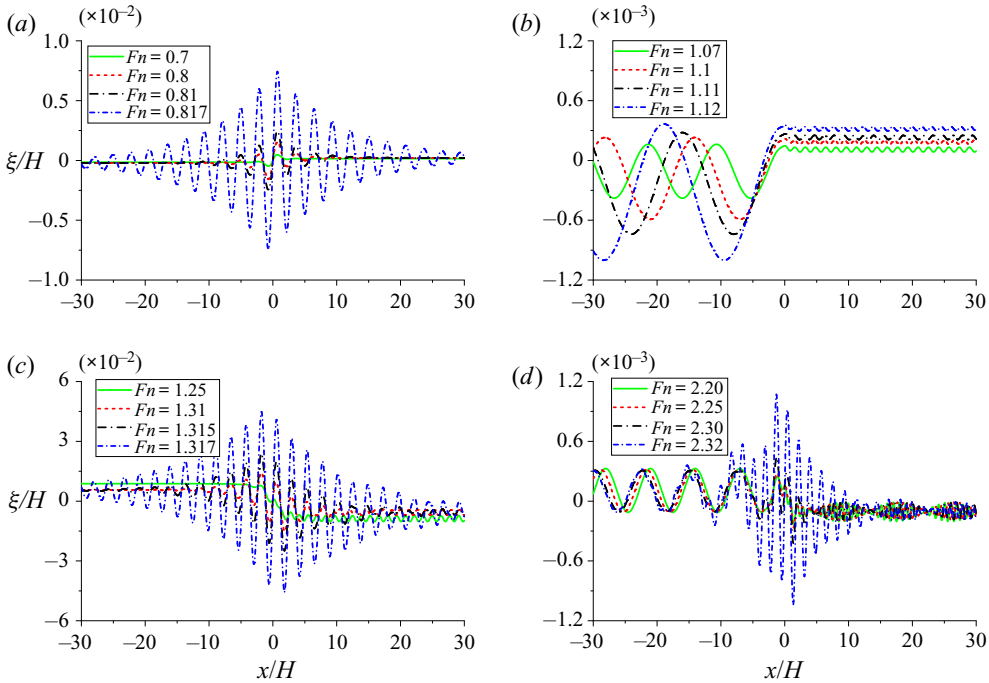 (a)
(×10⁻²)
Fn = 0.7
Fn = 0.8
Fn = 0.81
Fn = 0.817
1.0
0.5
0
–0.5
–1.0
ξ/H
–30 –20 –10 0 10 20 30
(b)
(×10⁻³)
Fn = 1.07
Fn = 1.1
Fn = 1.11
Fn = 1.12
1.2
0.6
0
–0.6
–1.2
–30 –20 –10 0 10 20 30
(c)
(×10⁻²)
Fn = 1.25
Fn = 1.31
Fn = 1.315
Fn = 1.317
6
3
0
–3
–6
ξ/H
–30 –20 –10 0 10 20 30
x/H
(d)
(×10⁻³)
Fn = 2.20
Fn = 2.25
Fn = 2.30
Fn = 2.32
1.2
0.6
0
–0.6
–1.2
–30 –20 –10 0 10 20 30
x/H